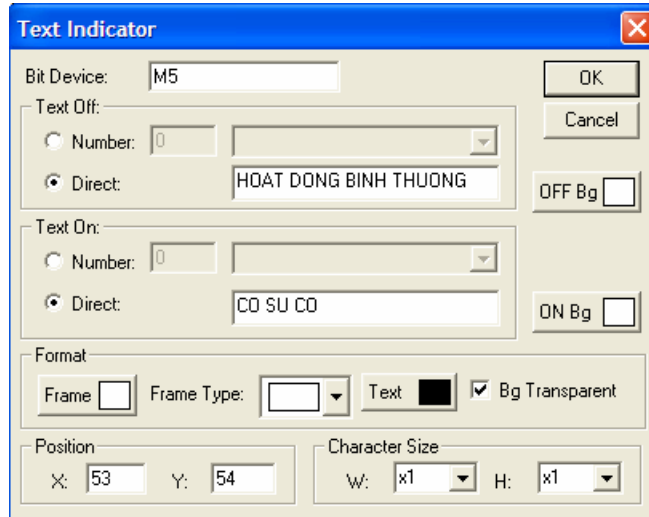 Text Indicator
Bit Device: M5 OK
Text Off: Cancel
Number: 0
Direct: HOAT DONG BINH THUONG OFF Bg
Text On:
Number: 0
Direct: CO SU CO ON Bg
Format
Frame Frame Type: Text Bg Transparent
Position Character Size
X: 53 Y: 54 W: x1 H: x1